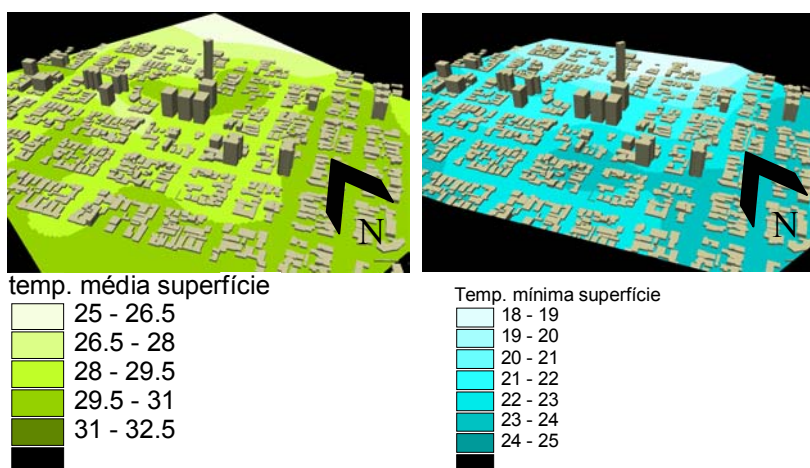 N
N
temp. média superfície
25 - 26.5
26.5 - 28
28 - 29.5
29.5 - 31
31 - 32.5
Temp. mínima superfície
18 - 19
19 - 20
20 - 21
21 - 22
22 - 23
23 - 24
24 - 25